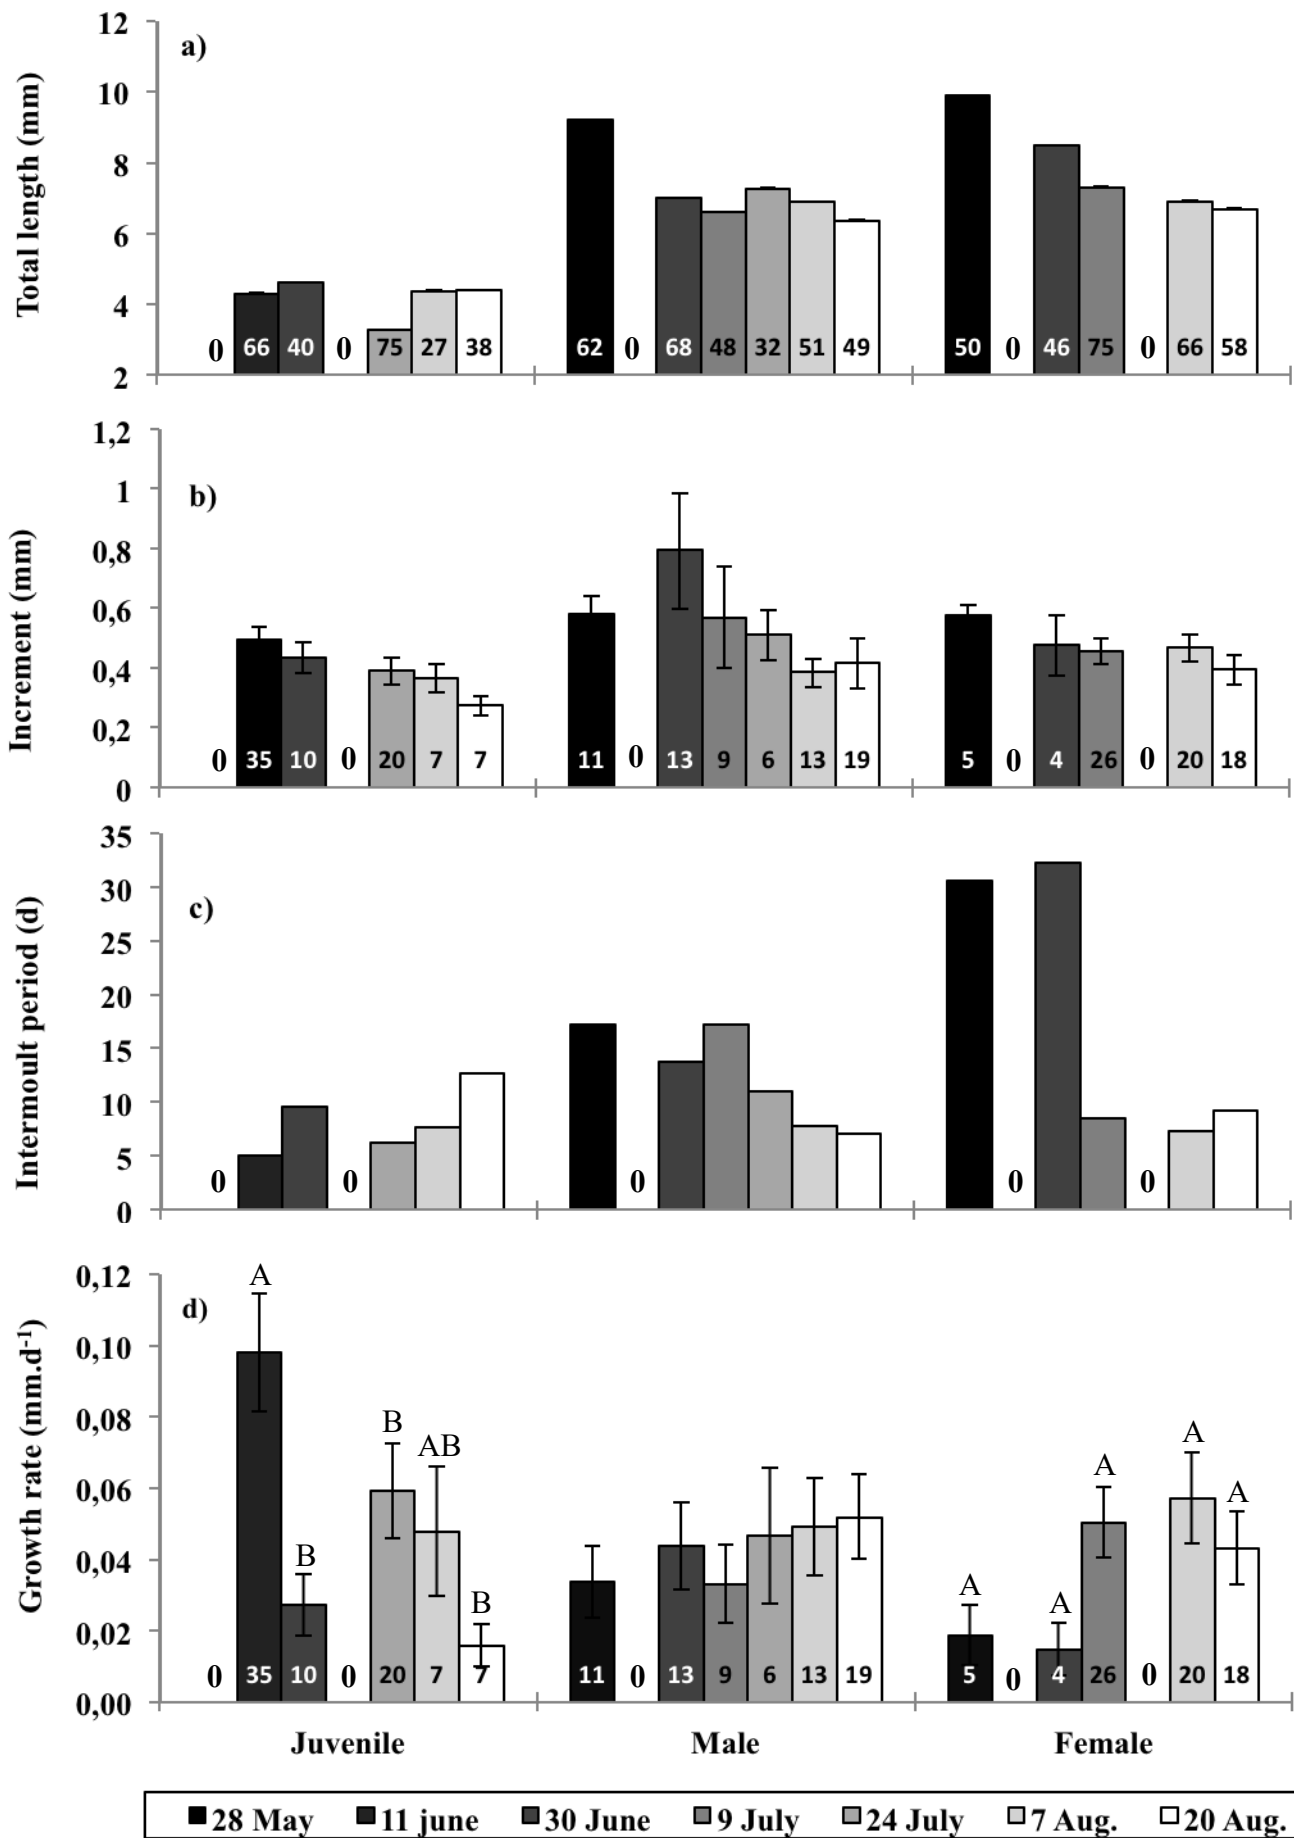 12
a)
10
8
6
4
2
Total length (mm)
0 66 40 0 75 27 38 62 0 68 48 32 51 49 50 0 46 75 0 66 58
1,2
1
b)
0,8
0,6
0,4
0,2
0
Increment (mm)
0 35 10 0 20 7 7 11 0 13 9 6 13 19 5 0 4 26 0 20 18
35
30
c)
25
20
15
10
5
0
Intermoult period (d)
0 0 0 0 0
0,12
d)
0,10
0,08
0,06
0,04
0,02
0,00
Growth rate (mm.d⁻¹)
A B B AB B A A A A A
0 35 10 0 20 7 7 11 0 13 9 6 13 19 5 0 4 26 0 20 18
Juvenile Male Female
28 May 11 june 30 June 9 July 24 July 7 Aug. 20 Aug.